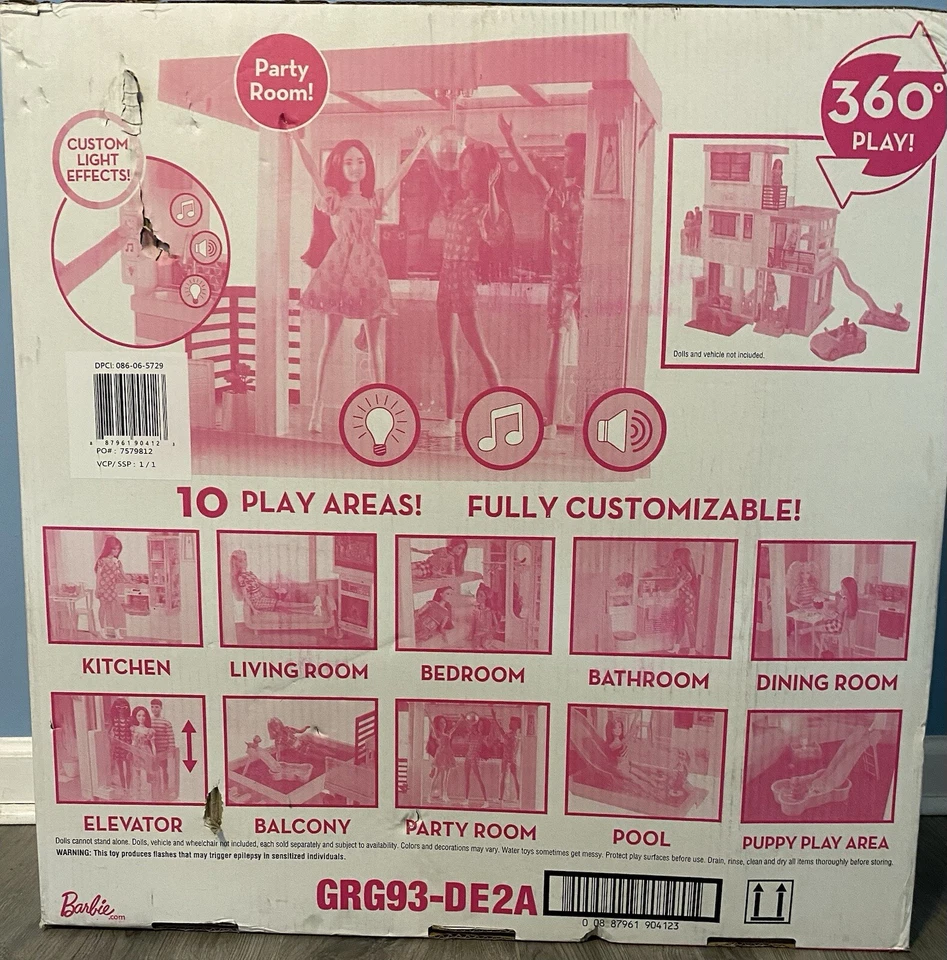 Party
Room!
360°
PLAY!
CUSTOM
LIGHT
EFFECTS!
Dolls and vehicle not included.
DPCI: 086-06-5729
8 87961 90412 3
PO#: 7579812
VCP/ SSP : 1 / 1
10 PLAY AREAS! FULLY CUSTOMIZABLE!
KITCHEN
LIVING ROOM
BEDROOM
BATHROOM
DINING ROOM
ELEVATOR
BALCONY
PARTY ROOM
POOL
PUPPY PLAY AREA
Dolls cannot stand alone. Dolls, vehicle and wheelchair not included, each sold separately and subject to availability. Colors and decorations may vary. Water toys sometimes get messy. Protect play surfaces before use. Drain, rinse, clean and dry all items thoroughly before storing.
WARNING: This toy produces flashes that may trigger epilepsy in sensitized individuals.
Barbie.com
GRG93-DE2A
0 08 87961 904123